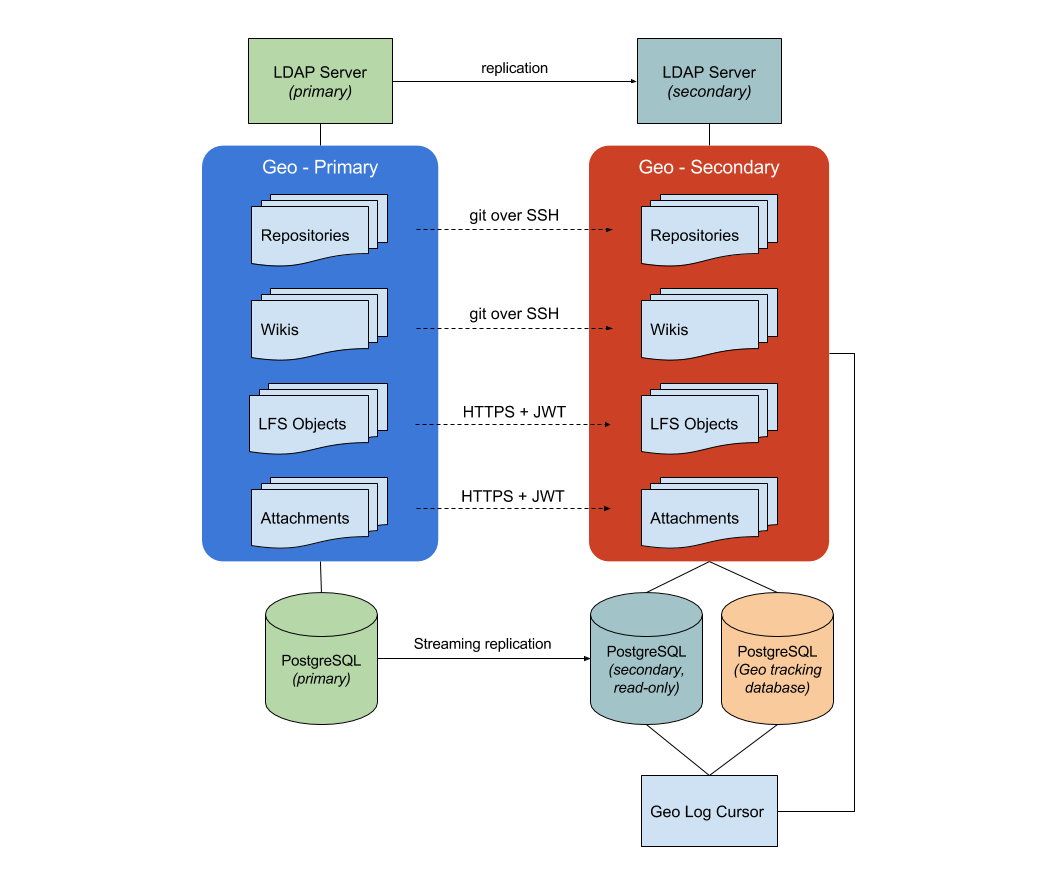 LDAP Server
(primary)
replication
LDAP Server
(secondary)
Geo - Primary
Geo - Secondary
Repositories
git over SSH
Repositories
Wikis
git over SSH
Wikis
LFS Objects
HTTPS + JWT
LFS Objects
Attachments
HTTPS + JWT
Attachments
PostgreSQL
(primary)
Streaming replication
PostgreSQL
(secondary,
read-only)
PostgreSQL
(Geo tracking
database)
Geo Log Cursor